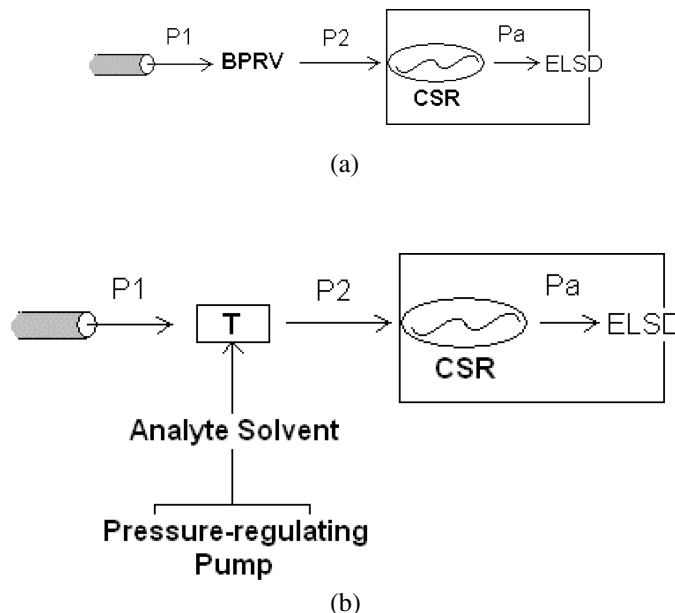 P1 BPRV P2 Pa ELSD
CSR
(a)
P1 P2 Pa
T ELSD
CSR
Analyte Solvent
Pressure-regulating
Pump
(b)